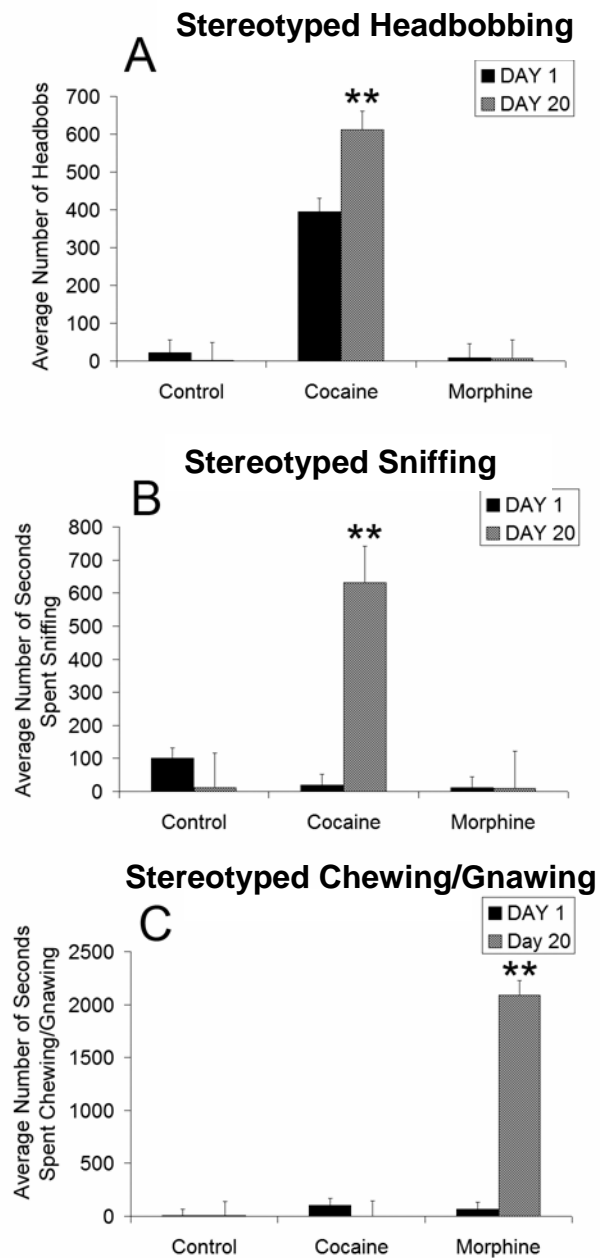 Stereotyped Headbobbing
A
DAY 1
DAY 20
Average Number of Headbobs
700
600
500
400
300
200
100
0
**
Control Cocaine Morphine
Stereotyped Sniffing
B
DAY 1
DAY 20
Average Number of Seconds
Spent Sniffing
800
700
600
500
400
300
200
100
0
**
Control Cocaine Morphine
Stereotyped Chewing/Gnawing
C
DAY 1
Day 20
Average Number of Seconds
Spent Chewing/Gnawing
2500
2000
1500
1000
500
0
**
Control Cocaine Morphine